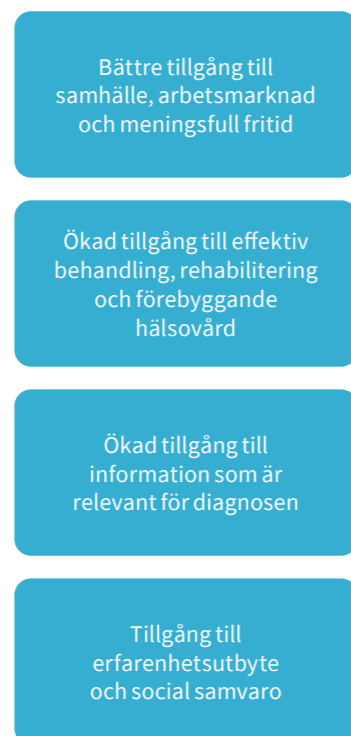 Bättre tillgång till
samhälle, arbetsmarknad
och meningsfull fritid
Ökad tillgång till effektiv
behandling, rehabilitering
och förebyggande
hälsovård
Ökad tillgång till
information som är
relevant för diagnosen
Tillgång till
erfarenhetsutbyte
och social samvaro